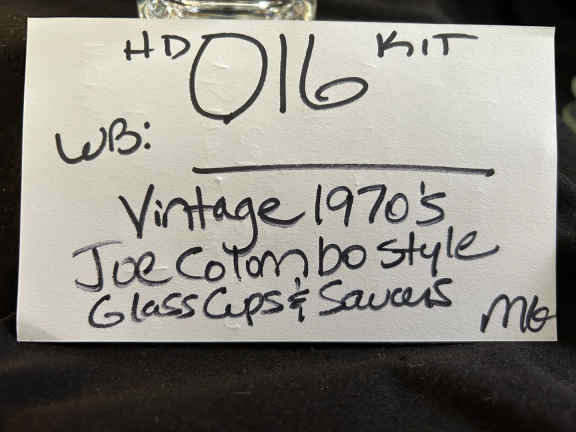 HD 016 KIT
WB:
Vintage 1970's
Joe Colombo Style
Glass Cups & Saucers
MG